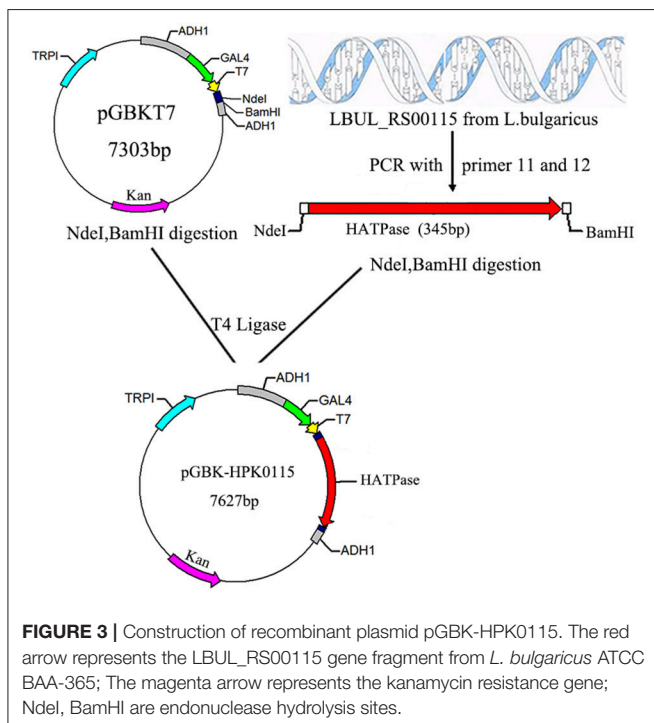 ADH1
TRPI
GAL4
T7
NdeI
BamHI
ADH1
pGBKT7
7303bp
Kan
NdeI,BamHI digestion
LBUL_RS00115 from L.bulgaricus
PCR with primer 11 and 12
NdeI
HATPase (345bp)
BamHI
NdeI,BamHI digestion
T4 Ligase
ADH1
TRPI
GAL4
T7
pGBK-HPK0115
7627bp
HATPase
ADH1
Kan
FIGURE 3 | Construction of recombinant plasmid pGBK-HPK0115. The red
arrow represents the LBUL_RS00115 gene fragment from L. bulgaricus ATCC
BAA-365; The magenta arrow represents the kanamycin resistance gene;
NdeI, BamHI are endonuclease hydrolysis sites.